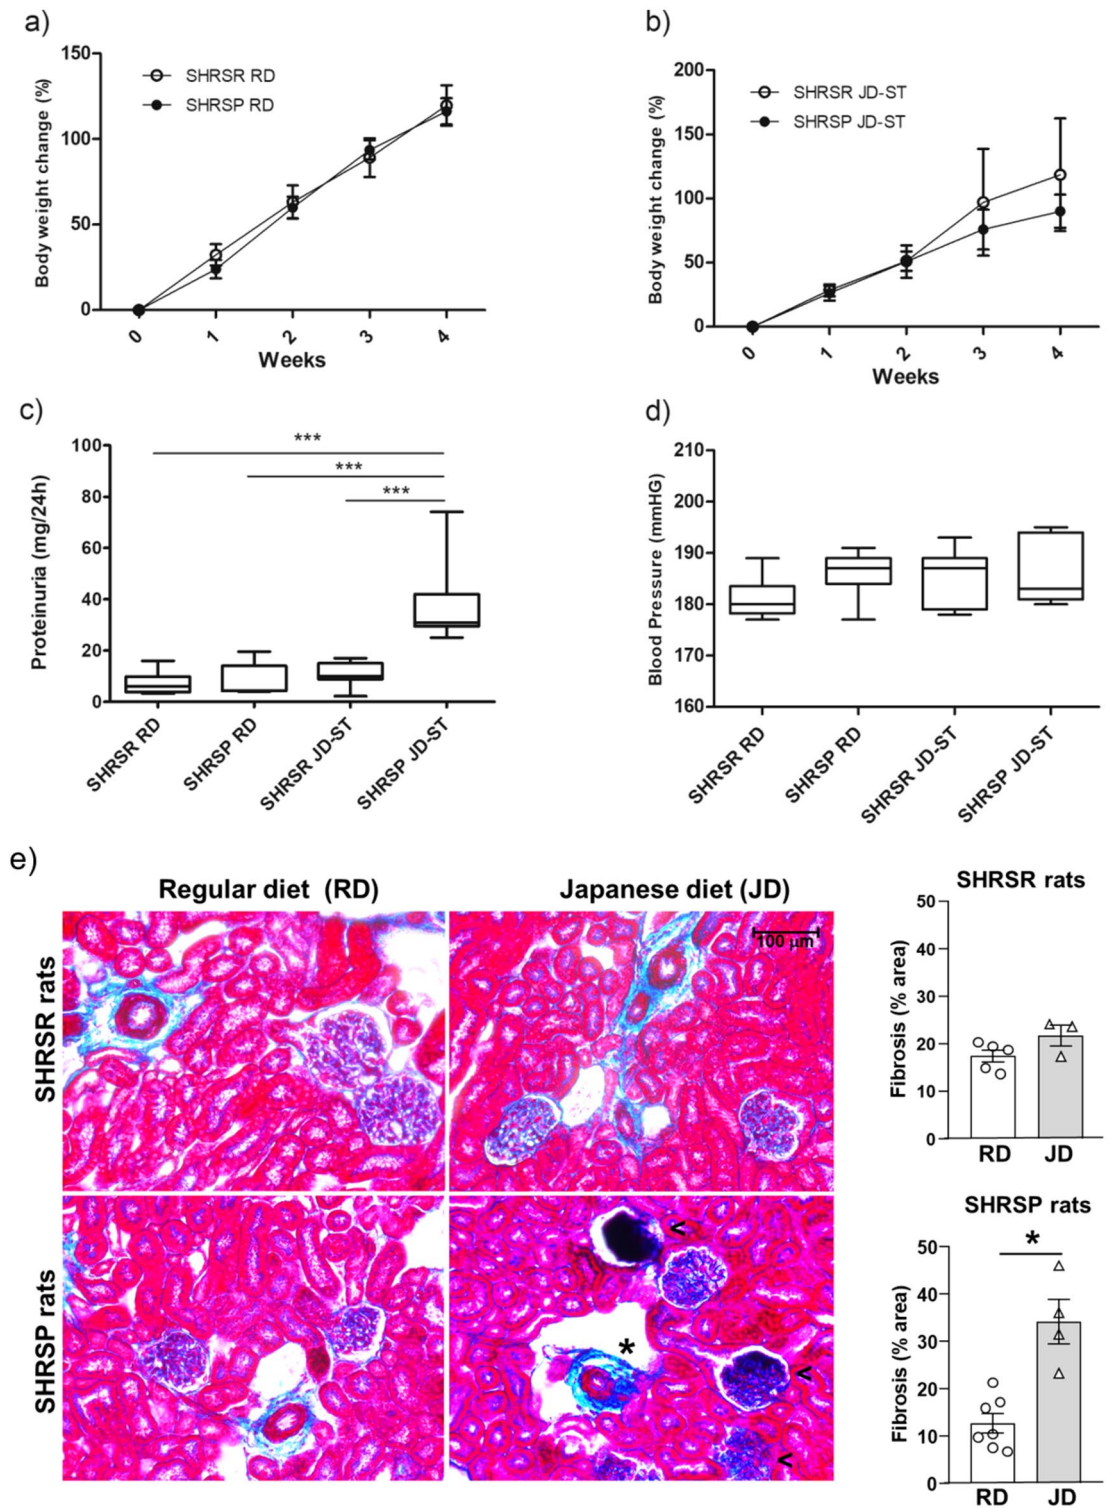 a)
150
100
50
0
Body weight change (%)
SHRSR RD
SHRSP RD
0 1 2 3 4
Weeks
b)
200
150
100
50
0
Body weight change (%)
SHRSR JD-ST
SHRSP JD-ST
0 1 2 3 4
Weeks
c)
100
80
60
40
20
0
Proteinuria (mg/24h)
***
***
***
SHRSR RD
SHRSP RD
SHRSR JD-ST
SHRSP JD-ST
d)
210
200
190
180
170
160
Blood Pressure (mmHG)
SHRSR RD
SHRSP RD
SHRSR JD-ST
SHRSP JD-ST
e)
Regular diet (RD)
Japanese diet (JD)
SHRSR rats
SHRSP rats
100 µm
<
*
<
<
SHRSR rats
50
40
30
20
10
0
Fibrosis (% area)
RD JD
SHRSP rats
*
50
40
30
20
10
0
Fibrosis (% area)
RD JD